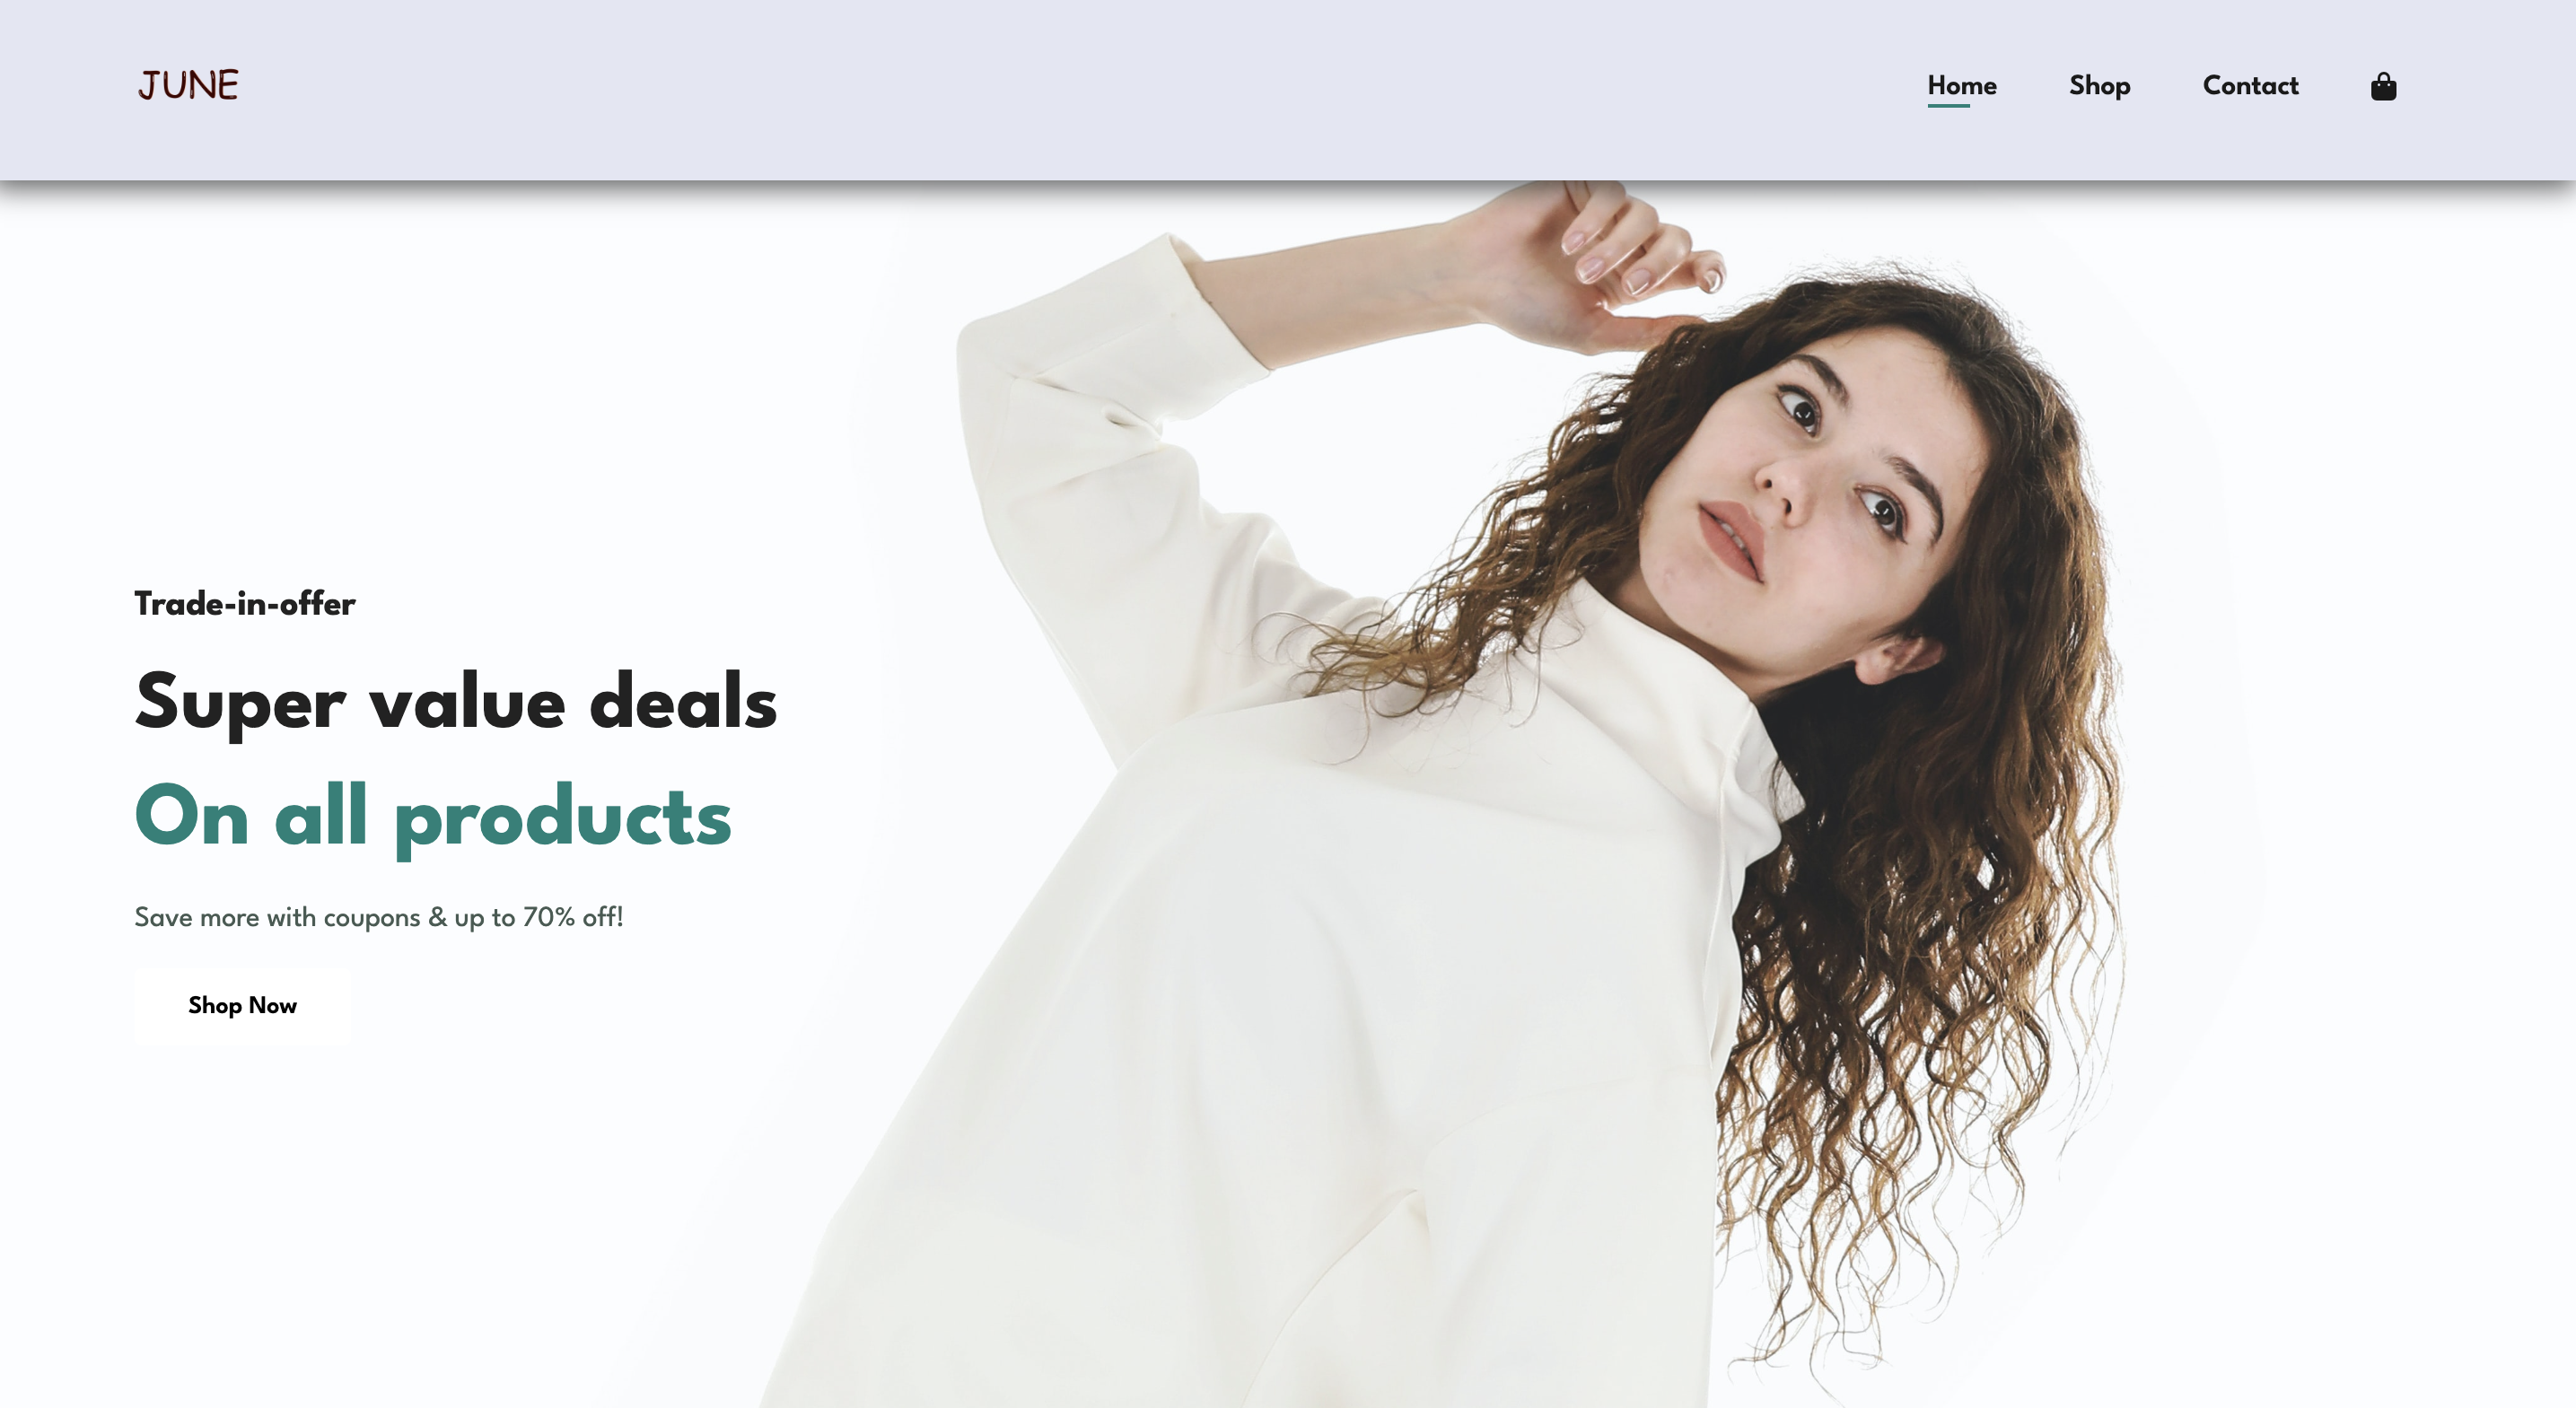 JUNE
Home Shop Contact
Trade-in-offer
Super value deals
On all products
Save more with coupons & up to 70% off!
Shop Now